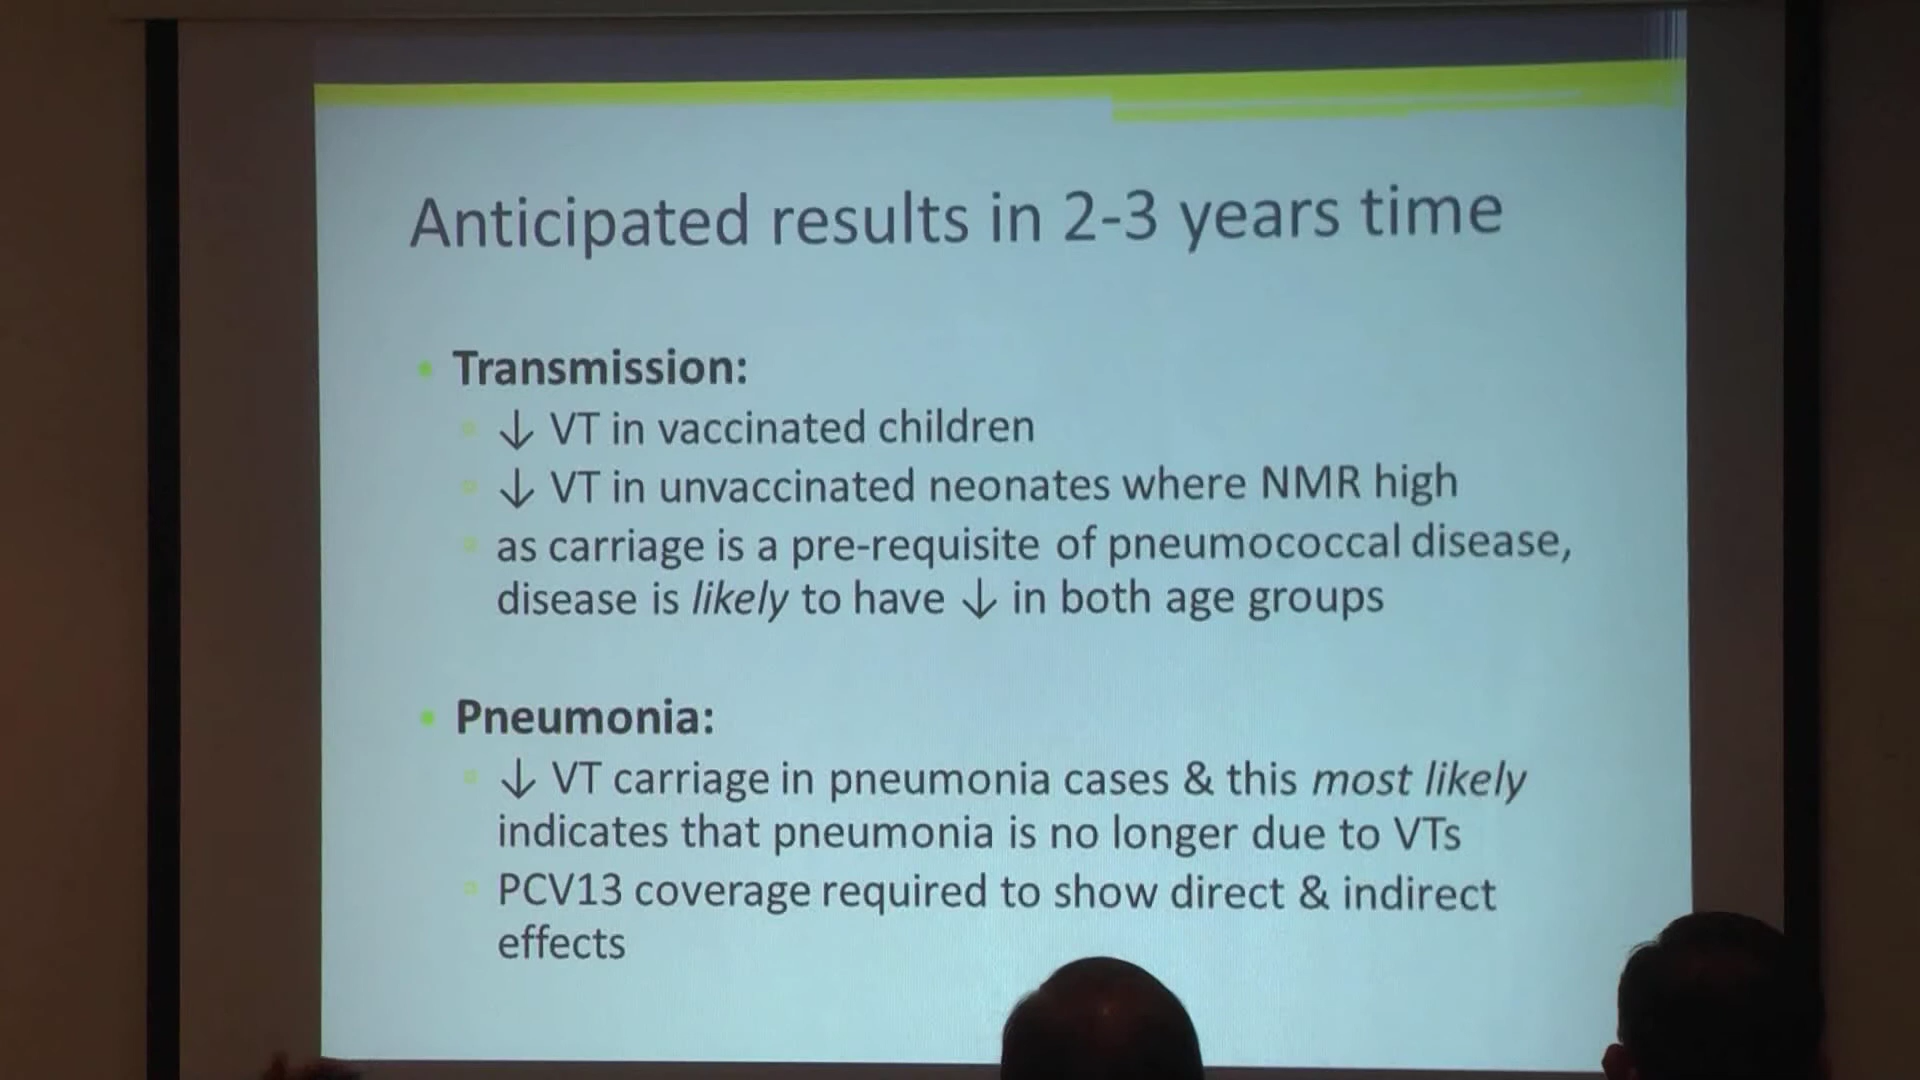 Anticipated results in 2-3 years time
Transmission:
↓ VT in vaccinated children
↓ VT in unvaccinated neonates where NMR high
as carriage is a pre-requisite of pneumococcal disease,
disease is likely to have ↓ in both age groups
Pneumonia:
↓ VT carriage in pneumonia cases & this most likely
indicates that pneumonia is no longer due to VTs
PCV13 coverage required to show direct & indirect
effects